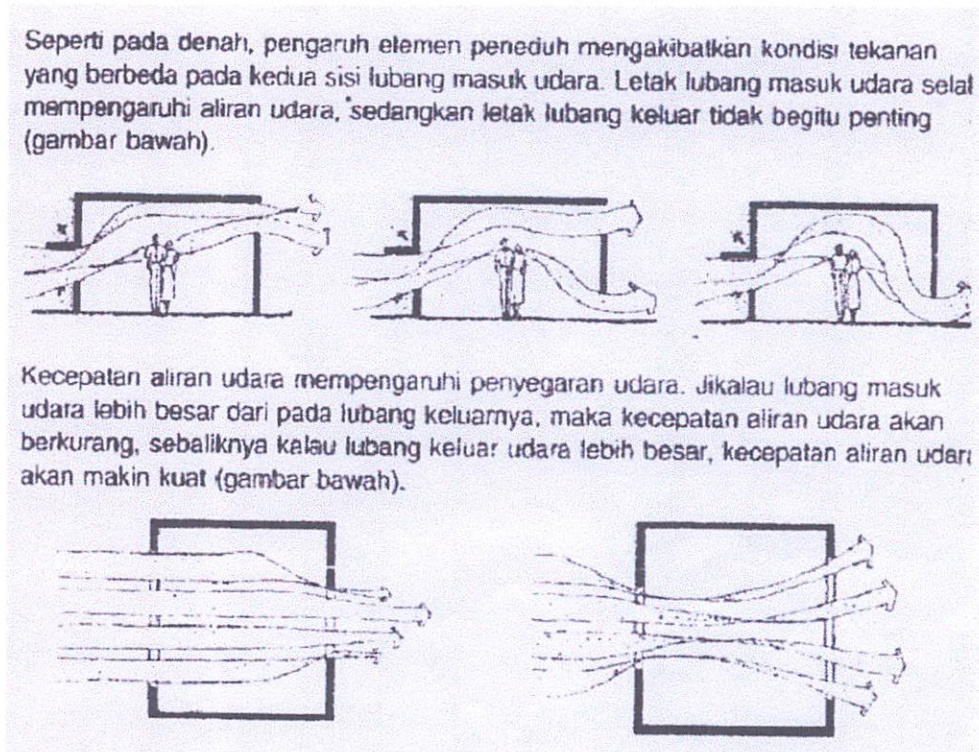 Seperti pada denah, pengaruh elemen peneduh mengakibatkan kondisi tekanan
yang berbeda pada kedua sisi lubang masuk udara. Letak lubang masuk udara selal
mempengaruhi aliran udara, sedangkan letak lubang keluar tidak begitu penting
(gambar bawah).
Kecepatan aliran udara mempengaruhi penyegaran udara. Jikalau lubang masuk
udara lebih besar dari pada lubang keluarnya, maka kecepatan aliran udara akan
berkurang, sebaliknya kalau lubang keluar udara lebih besar, kecepatan aliran udara
akan makin kuat (gambar bawah).